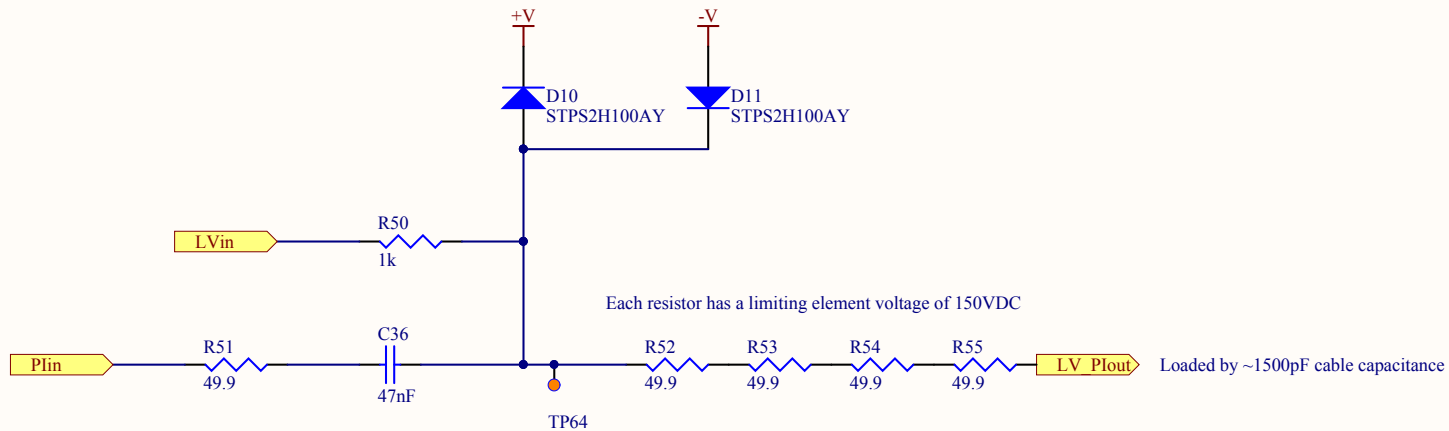 +V
-V
D10
STPS2H100AY
D11
STPS2H100AY
R50
LVin
1k
Each resistor has a limiting element voltage of 150VDC
C36
R51
R52
R53
R54
R55
PIin
LV_PIout
Loaded by ~1500pF cable capacitance
49.9
47nF
49.9
49.9
49.9
49.9
TP64